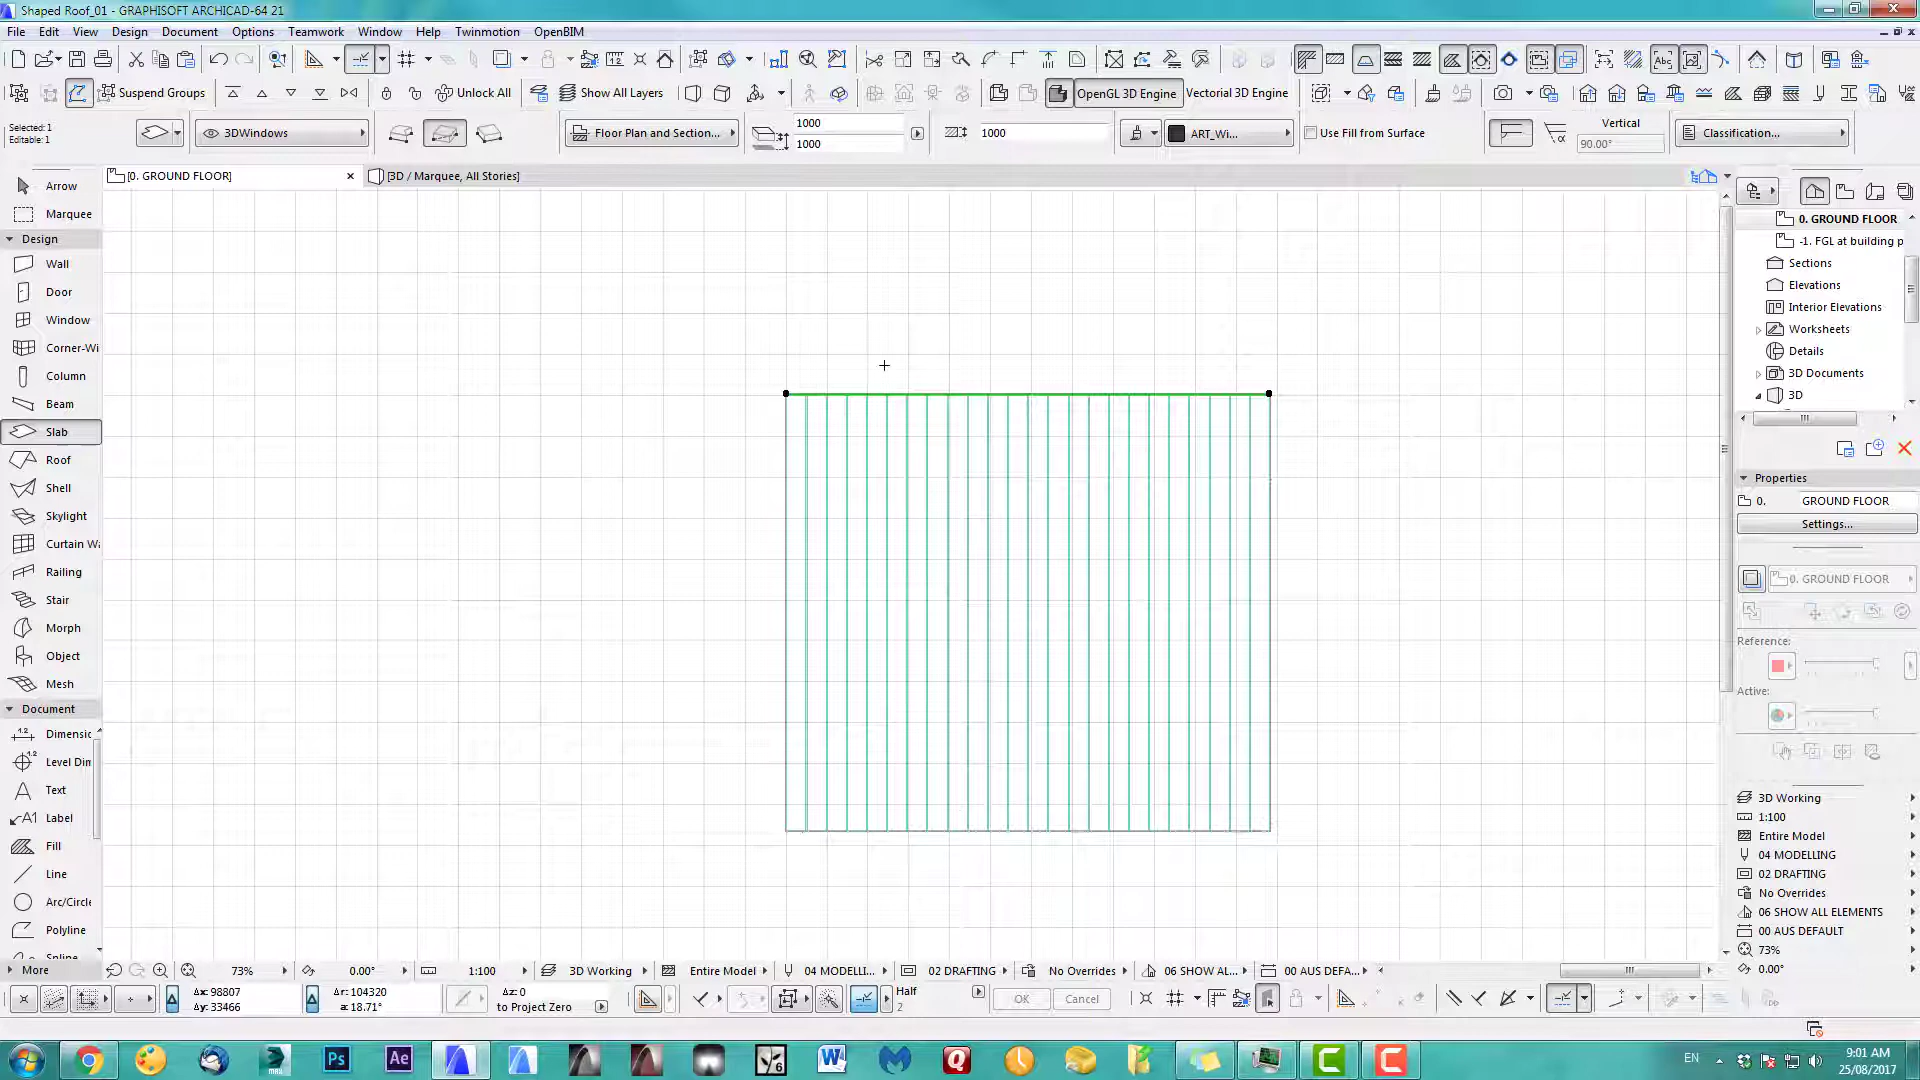 Shaped Roof_01 - GRAPHISOFT ARCHICAD-64 21
File Edit View Design Document Options Teamwork Window Help Twinmotion OpenBIM
Suspend Groups
Unlock All
Show All Layers
OpenGL 3D Engine
Vectorial 3D Engine
Selected: 1
Editable: 1
3DWindows
Floor Plan and Section...
1000
1000
1000
ART_Wi...
Use Fill from Surface
Vertical
90.00°
Classification...
[0. GROUND FLOOR]
[3D / Marquee, All Stories]
Arrow
Marquee
Design
Wall
Door
Window
Corner-Wi
Column
Beam
Slab
Roof
Shell
Skylight
Curtain Wa
Railing
Stair
Morph
Object
Mesh
Document
Dimensic
Level Din
Text
Label
Fill
Line
Arc/Circle
Polyline
More
0. GROUND FLOOR
-1. FGL at building p
Sections
Elevations
Interior Elevations
Worksheets
Details
3D Documents
3D
Properties
0. GROUND FLOOR
Settings...
0. GROUND FLOOR
Reference:
Active:
3D Working
1:100
Entire Model
04 MODELLING
02 DRAFTING
No Overrides
06 SHOW ALL ELEMENTS
00 AUS DEFAULT
73%
0.00°
73% 0.00° 1:100 3D Working Entire Model 04 MODELLI... 02 DRAFTING No Overrides 06 SHOW AL... 00 AUS DEFA...
Δx: 98807
Δy: 33466
Δr: 104320
a: 18.71°
Δz: 0
to Project Zero
Half
2
OK
Cancel
EN
9:01 AM
25/08/2017